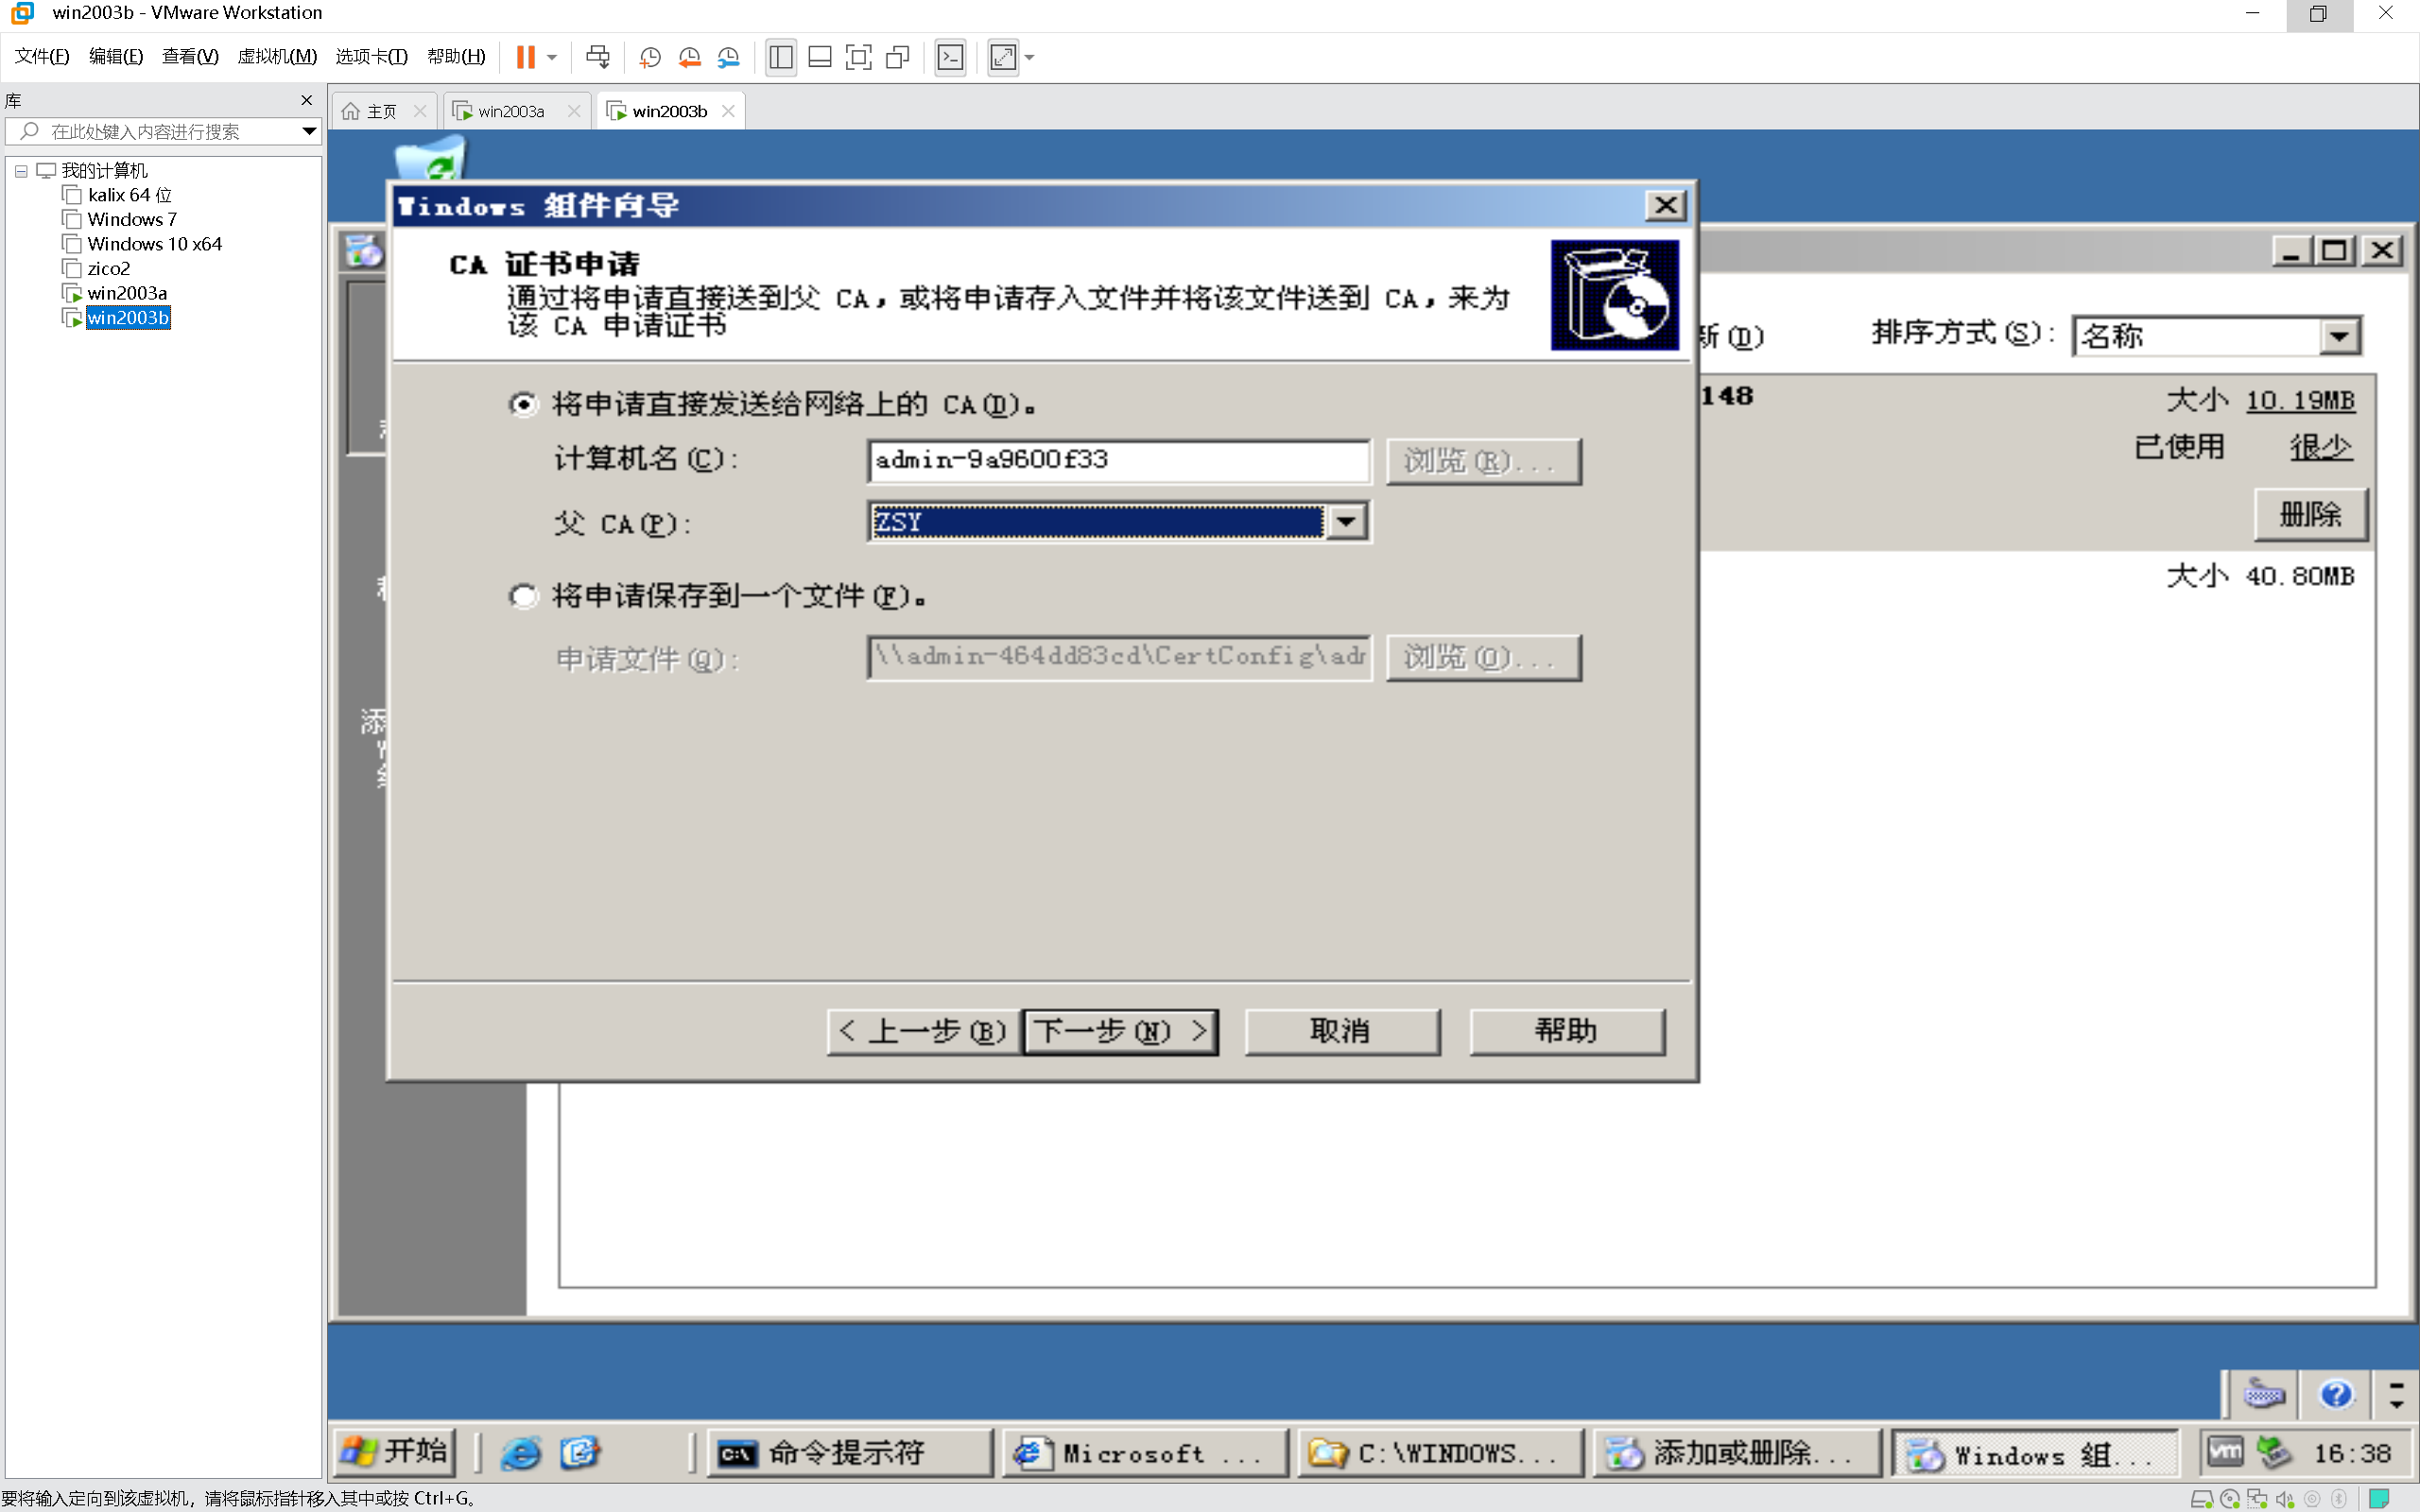 win2003b - VMware Workstation
文件(F) 编辑(E) 查看(V) 虚拟机(M) 选项卡(T) 帮助(H)
库
主页
win2003a
win2003b
在此处键入内容进行搜索
我的计算机
kalix 64 位
Windows 7
Windows 10 x64
zico2
win2003a
win2003b
Windows 组件向导
CA 证书申请
通过将申请直接送到父 CA，或将申请存入文件并将该文件送到 CA，来为
该 CA 申请证书
新(D)
排序方式(S):
名称
将申请直接发送给网络上的 CA(D)。
148
大小 10.19MB
计算机名(C):
admin-9a9600f33
浏览(R)...
已使用 很少
父 CA(P):
ZSY
删除
将申请保存到一个文件(F)。
大小 40.80MB
申请文件(Q):
\\admin-464dd83cd\CertConfig\adm
浏览(O)...
添
< 上一步(B)
下一步(N) >
取消
帮助
开始
命令提示符
Microsoft ...
C:\WINDOWS...
添加或删除...
Windows 组...
16:38
要将输入定向到该虚拟机，请将鼠标指针移入其中或按 Ctrl+G。